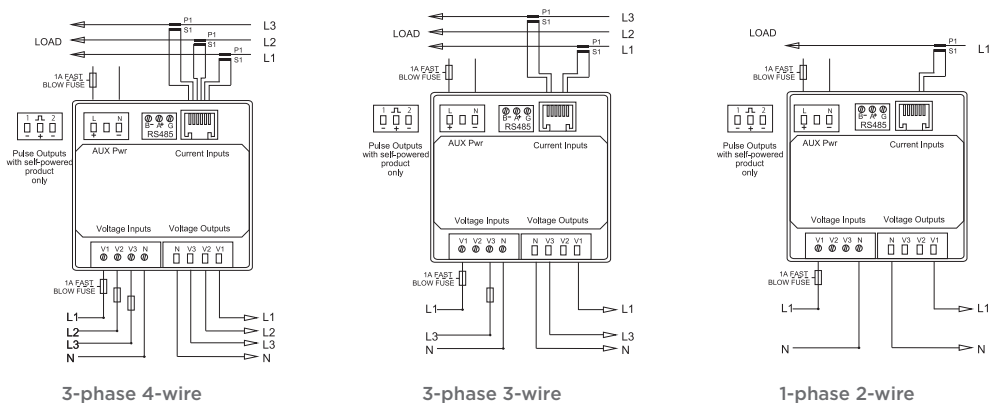 P1
L3
S1
P1
LOAD
L2
S1
P1
L1
S1
1A FAST
BLOW FUSE
1 2
- + -
L N
+ -
B- A+ G
RS485
Pulse Outputs
with self-powered
product
only
AUX Pwr
Current Inputs
Voltage Inputs
Voltage Outputs
V1 V2 V3 N
N V3 V2 V1
1A FAST
BLOW FUSE
L1
L2
L3
N
L1
L2
L3
N
3-phase 4-wire
P1
L3
S1
LOAD
L2
P1
L1
S1
1A FAST
BLOW FUSE
1 2
- + -
L N
+ -
B- A+ G
RS485
Pulse Outputs
with self-powered
product
only
AUX Pwr
Current Inputs
Voltage Inputs
Voltage Outputs
V1 V2 V3 N
N V3 V2 V1
1A FAST
BLOW FUSE
L1
L3
N
L1
L3
N
3-phase 3-wire
LOAD
P1
L1
S1
1A FAST
BLOW FUSE
1 2
- + -
L N
+ -
B- A+ G
RS485
Pulse Outputs
with self-powered
product
only
AUX Pwr
Current Inputs
Voltage Inputs
Voltage Outputs
V1 V2 V3 N
N V3 V2 V1
1A FAST
BLOW FUSE
L1
N
L1
N
1-phase 2-wire